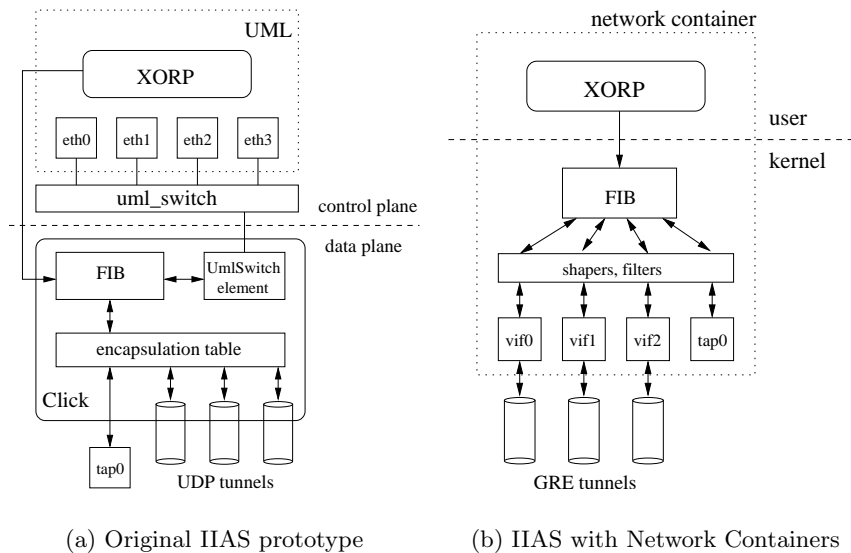 UML
XORP
eth0 eth1 eth2 eth3
uml_switch
control plane
data plane
FIB
UmlSwitch
element
encapsulation table
Click
tap0
UDP tunnels
(a) Original IIAS prototype
network container
XORP
user
kernel
FIB
shapers, filters
vif0 vif1 vif2 tap0
GRE tunnels
(b) IIAS with Network Containers